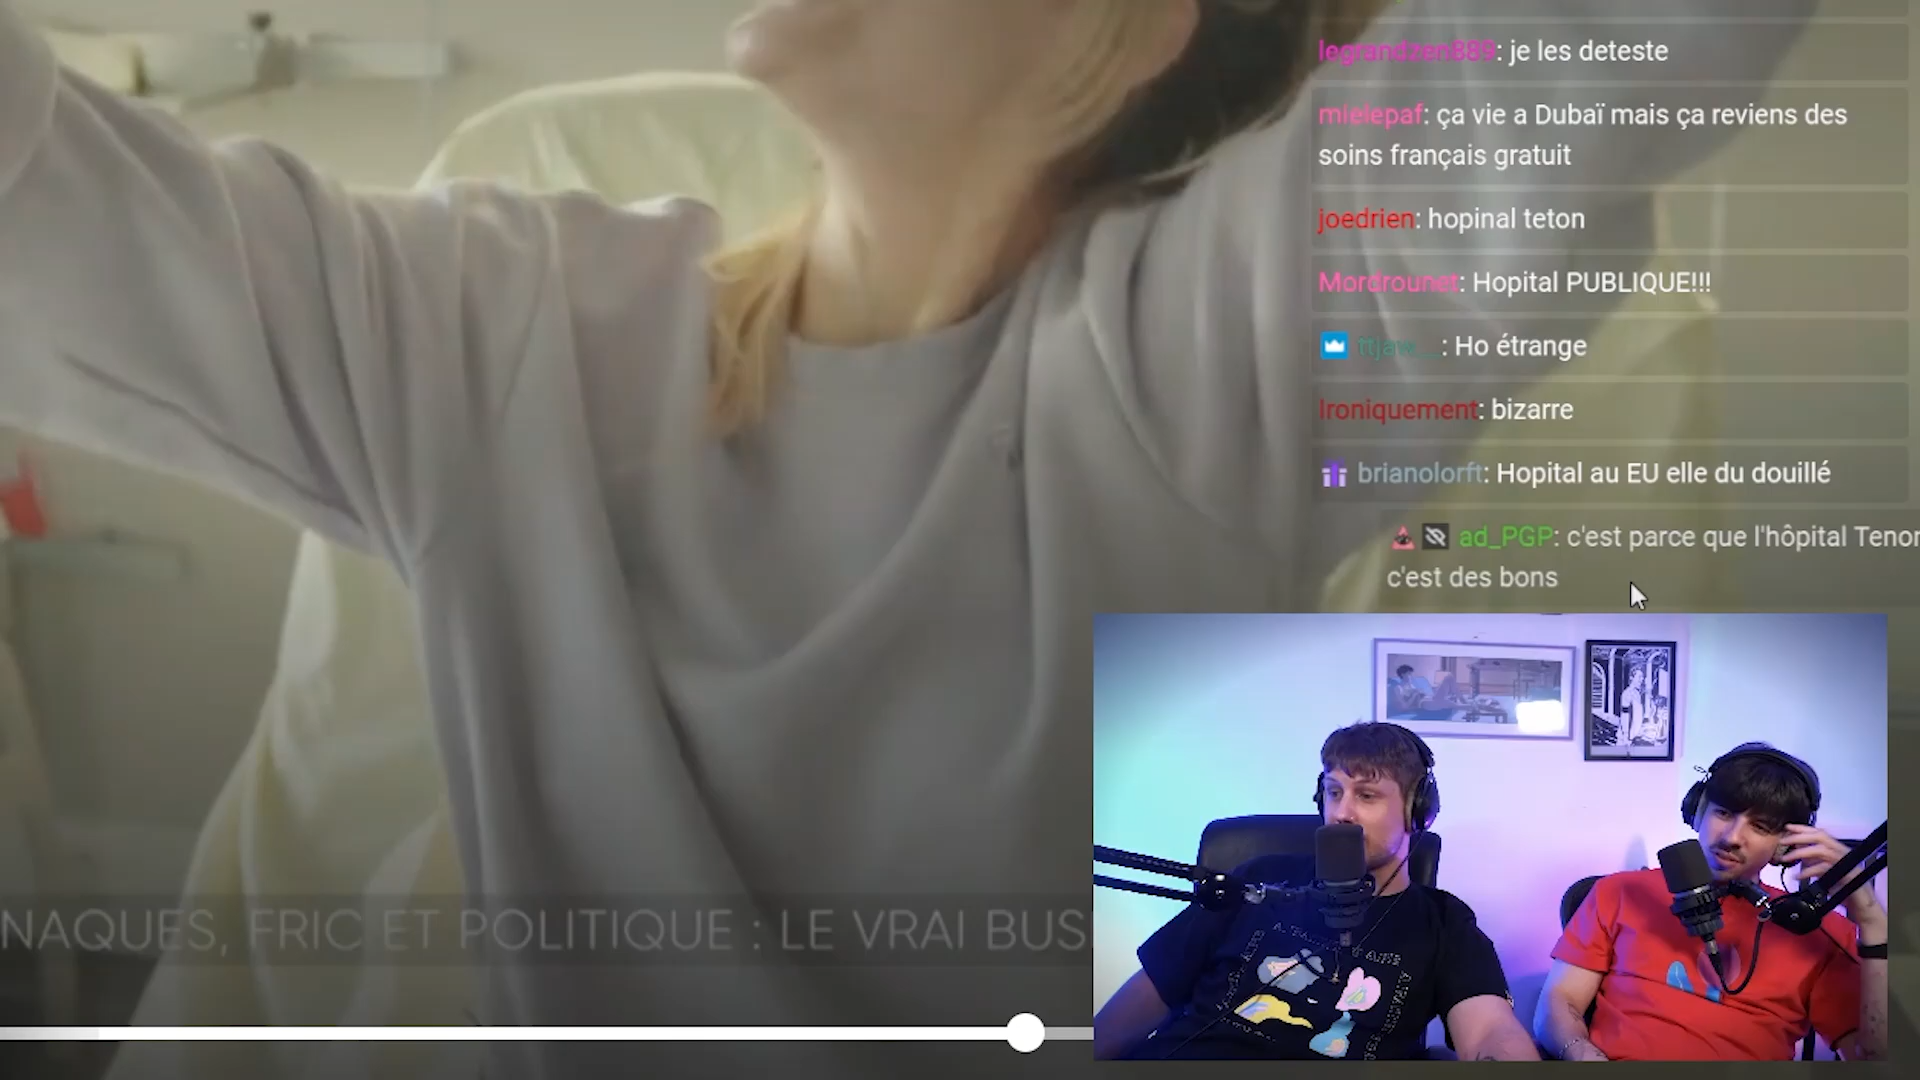 legrandzen889: je les deteste
mielepaf: ça vie a Dubaï mais ça reviens des
soins français gratuit
joedrien: hopinal teton
Mordrounet: Hopital PUBLIQUE!!!
: Ho étrange
Ironiquement: bizarre
brianolorft: Hopital au EU elle du douillé
ad_PGP: c'est parce que l'hôpital Tenon
c'est des bons
NAQUES, FRIC ET POLITIQUE : LE VRAI BUSI